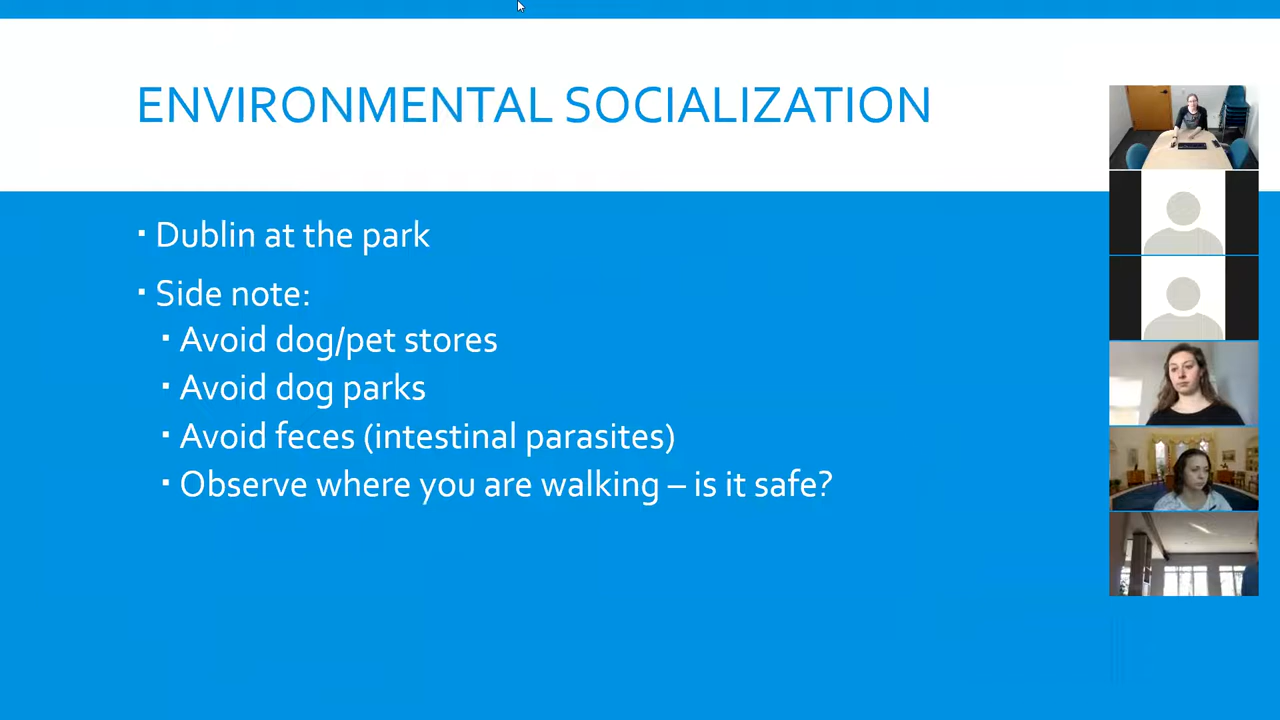 ENVIRONMENTAL SOCIALIZATION
Dublin at the park
Side note:
Avoid dog/pet stores
Avoid dog parks
Avoid feces (intestinal parasites)
Observe where you are walking – is it safe?